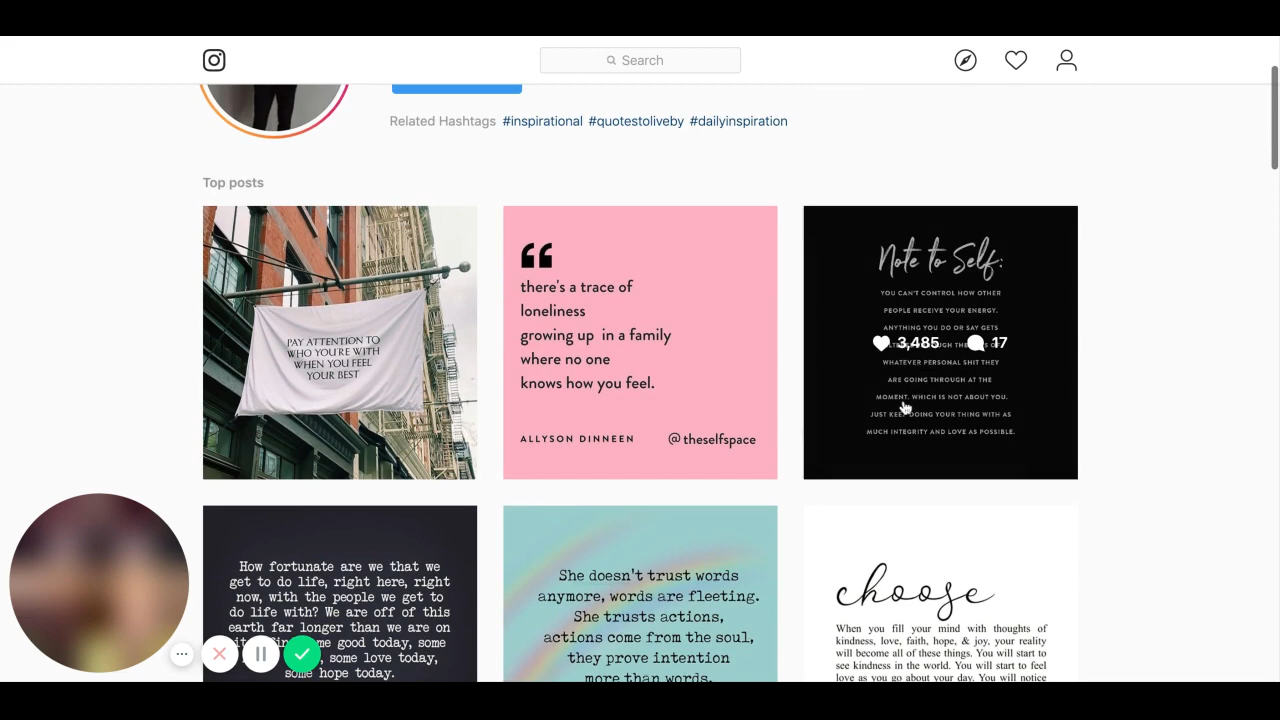 Search
Related Hashtags #inspirational #quotestoliveby #dailyinspiration
Top posts
PAY ATTENTION TO
WHO YOU'RE WITH
WHEN YOU FEEL
YOUR BEST
there's a trace of
loneliness
growing up in a family
where no one
knows how you feel.
ALLYSON DINNEEN @theselfspace
Note to Self:
YOU CAN'T CONTROL HOW OTHER
PEOPLE RECEIVE YOUR ENERGY.
ANYTHING YOU DO OR SAY GETS
THROUGH THE
3,485 17
WHATEVER PERSONAL SHIT THEY
ARE GOING THROUGH AT THE
MOMENT. WHICH IS NOT ABOUT YOU.
JUST KEEP DOING YOUR THING WITH AS
MUCH INTEGRITY AND LOVE AS POSSIBLE.
How fortunate are we that we
get to do life, right here, right
now, with the people we get to
do life with? We are off of this
earth far longer than we are on
some good today, some
some love today,
some hope today.
She doesn't trust words
anymore, words are fleeting.
She trusts actions,
actions come from the soul,
they prove intention
more than words.
choose
When you fill your mind with thoughts of
kindness, love, faith, hope, & joy, your reality
will become all of these things. You will start to
see kindness in the world. You will start to feel
love as you go about your day. You will notice